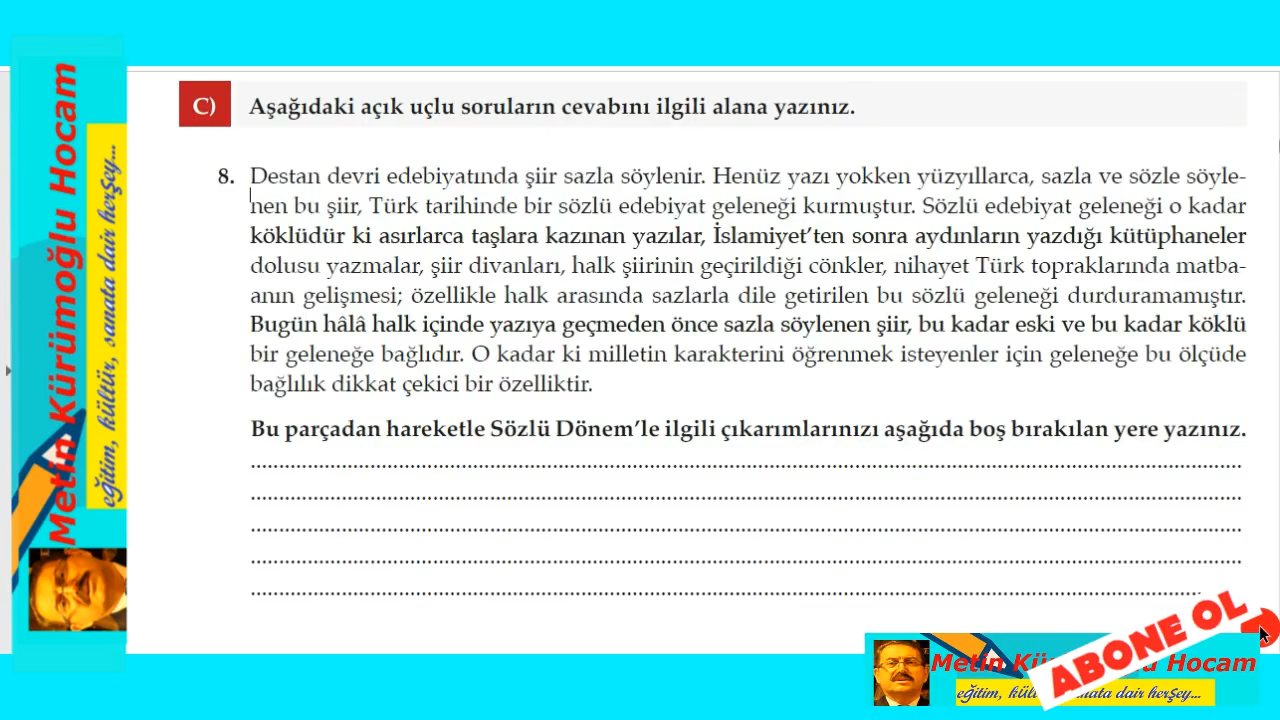 Metin Kürümoğlu Hocam
eğitim, kültür, sanata dair herşey...
C) Aşağıdaki açık uçlu soruların cevabını ilgili alana yazınız.
8. Destan devri edebiyatında şiir sazla söylenir. Henüz yazı yokken yüzyıllarca, sazla ve sözle söyle-
nen bu şiir, Türk tarihinde bir sözlü edebiyat geleneği kurmuştur. Sözlü edebiyat geleneği o kadar
köklüdür ki asırlarca taşlara kazınan yazılar, İslamiyet’ten sonra aydınların yazdığı kütüphaneler
dolusu yazmalar, şiir divanları, halk şiirinin geçirildiği cönkler, nihayet Türk topraklarında matba-
anın gelişmesi; özellikle halk arasında sazlarla dile getirilen bu sözlü geleneği durduramamıştır.
Bugün hâlâ halk içinde yazıya geçmeden önce sazla söylenen şiir, bu kadar eski ve bu kadar köklü
bir geleneğe bağlıdır. O kadar ki milletin karakterini öğrenmek isteyenler için geleneğe bu ölçüde
bağlılık dikkat çekici bir özelliktir.
Bu parçadan hareketle Sözlü Dönem’le ilgili çıkarımlarınızı aşağıda boş bırakılan yere yazınız.
Metin Kü u Hocam
eğitim, kül nata dair herşey...
ABONE OL